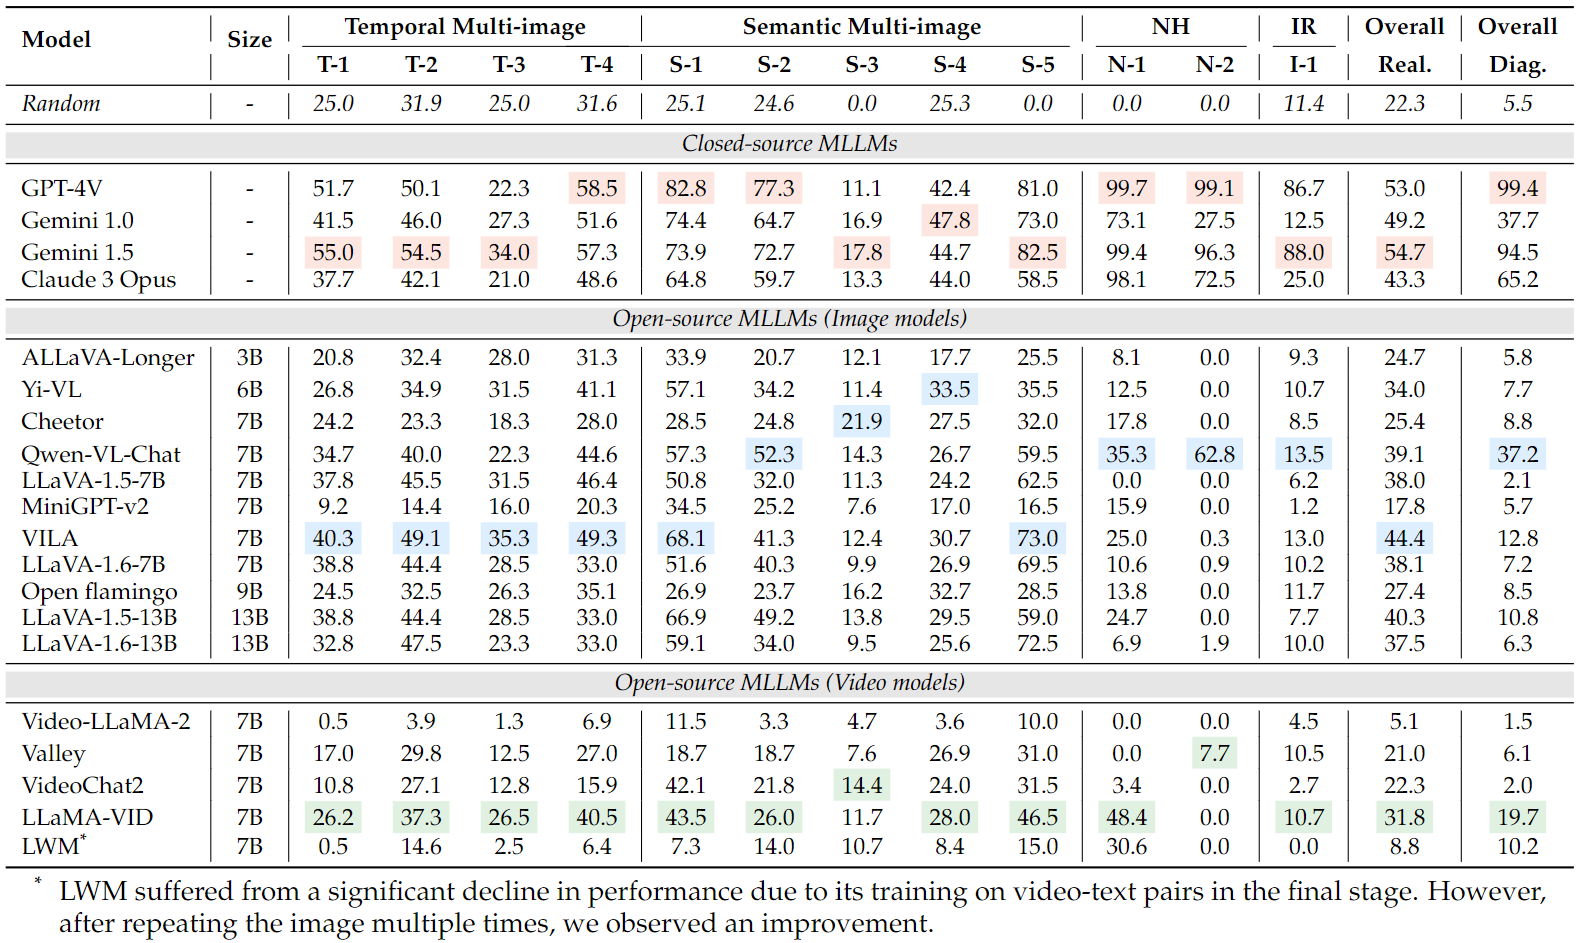 Model Size Temporal Multi-image Semantic Multi-image NH IR Overall Overall
T-1 T-2 T-3 T-4 S-1 S-2 S-3 S-4 S-5 N-1 N-2 I-1 Real. Diag.
Random - 25.0 31.9 25.0 31.6 25.1 24.6 0.0 25.3 0.0 0.0 0.0 11.4 22.3 5.5
Closed-source MLLMs
GPT-4V - 51.7 50.1 22.3 58.5 82.8 77.3 11.1 42.4 81.0 99.7 99.1 86.7 53.0 99.4
Gemini 1.0 - 41.5 46.0 27.3 51.6 74.4 64.7 16.9 47.8 73.0 73.1 27.5 12.5 49.2 37.7
Gemini 1.5 - 55.0 54.5 34.0 57.3 73.9 72.7 17.8 44.7 82.5 99.4 96.3 88.0 54.7 94.5
Claude 3 Opus - 37.7 42.1 21.0 48.6 64.8 59.7 13.3 44.0 58.5 98.1 72.5 25.0 43.3 65.2
Open-source MLLMs (Image models)
ALLaVA-Longer 3B 20.8 32.4 28.0 31.3 33.9 20.7 12.1 17.7 25.5 8.1 0.0 9.3 24.7 5.8
Yi-VL 6B 26.8 34.9 31.5 41.1 57.1 34.2 11.4 33.5 35.5 12.5 0.0 10.7 34.0 7.7
Cheetor 7B 24.2 23.3 18.3 28.0 28.5 24.8 21.9 27.5 32.0 17.8 0.0 8.5 25.4 8.8
Qwen-VL-Chat 7B 34.7 40.0 22.3 44.6 57.3 52.3 14.3 26.7 59.5 35.3 62.8 13.5 39.1 37.2
LLaVA-1.5-7B 7B 37.8 45.5 31.5 46.4 50.8 32.0 11.3 24.2 62.5 0.0 0.0 6.2 38.0 2.1
MiniGPT-v2 7B 9.2 14.4 16.0 20.3 34.5 25.2 7.6 17.0 16.5 15.9 0.0 1.2 17.8 5.7
VILA 7B 40.3 49.1 35.3 49.3 68.1 41.3 12.4 30.7 73.0 25.0 0.3 13.0 44.4 12.8
LLaVA-1.6-7B 7B 38.8 44.4 28.5 33.0 51.6 40.3 9.9 26.9 69.5 10.6 0.9 10.2 38.1 7.2
Open flamingo 9B 24.5 32.5 26.3 35.1 26.9 23.7 16.2 32.7 28.5 13.8 0.0 11.7 27.4 8.5
LLaVA-1.5-13B 13B 38.8 44.4 28.5 33.0 66.9 49.2 13.8 29.5 59.0 24.7 0.0 7.7 40.3 10.8
LLaVA-1.6-13B 13B 32.8 47.5 23.3 33.0 59.1 34.0 9.5 25.6 72.5 6.9 1.9 10.0 37.5 6.3
Open-source MLLMs (Video models)
Video-LLaMA-2 7B 0.5 3.9 1.3 6.9 11.5 3.3 4.7 3.6 10.0 0.0 0.0 4.5 5.1 1.5
Valley 7B 17.0 29.8 12.5 27.0 18.7 18.7 7.6 26.9 31.0 0.0 7.7 10.5 21.0 6.1
VideoChat2 7B 10.8 27.1 12.8 15.9 42.1 21.8 14.4 24.0 31.5 3.4 0.0 2.7 22.3 2.0
LLaMA-VID 7B 26.2 37.3 26.5 40.5 43.5 26.0 11.7 28.0 46.5 48.4 0.0 10.7 31.8 19.7
LWM* 7B 0.5 14.6 2.5 6.4 7.3 14.0 10.7 8.4 15.0 30.6 0.0 0.0 8.8 10.2
* LWM suffered from a significant decline in performance due to its training on video-text pairs in the final stage. However,
after repeating the image multiple times, we observed an improvement.